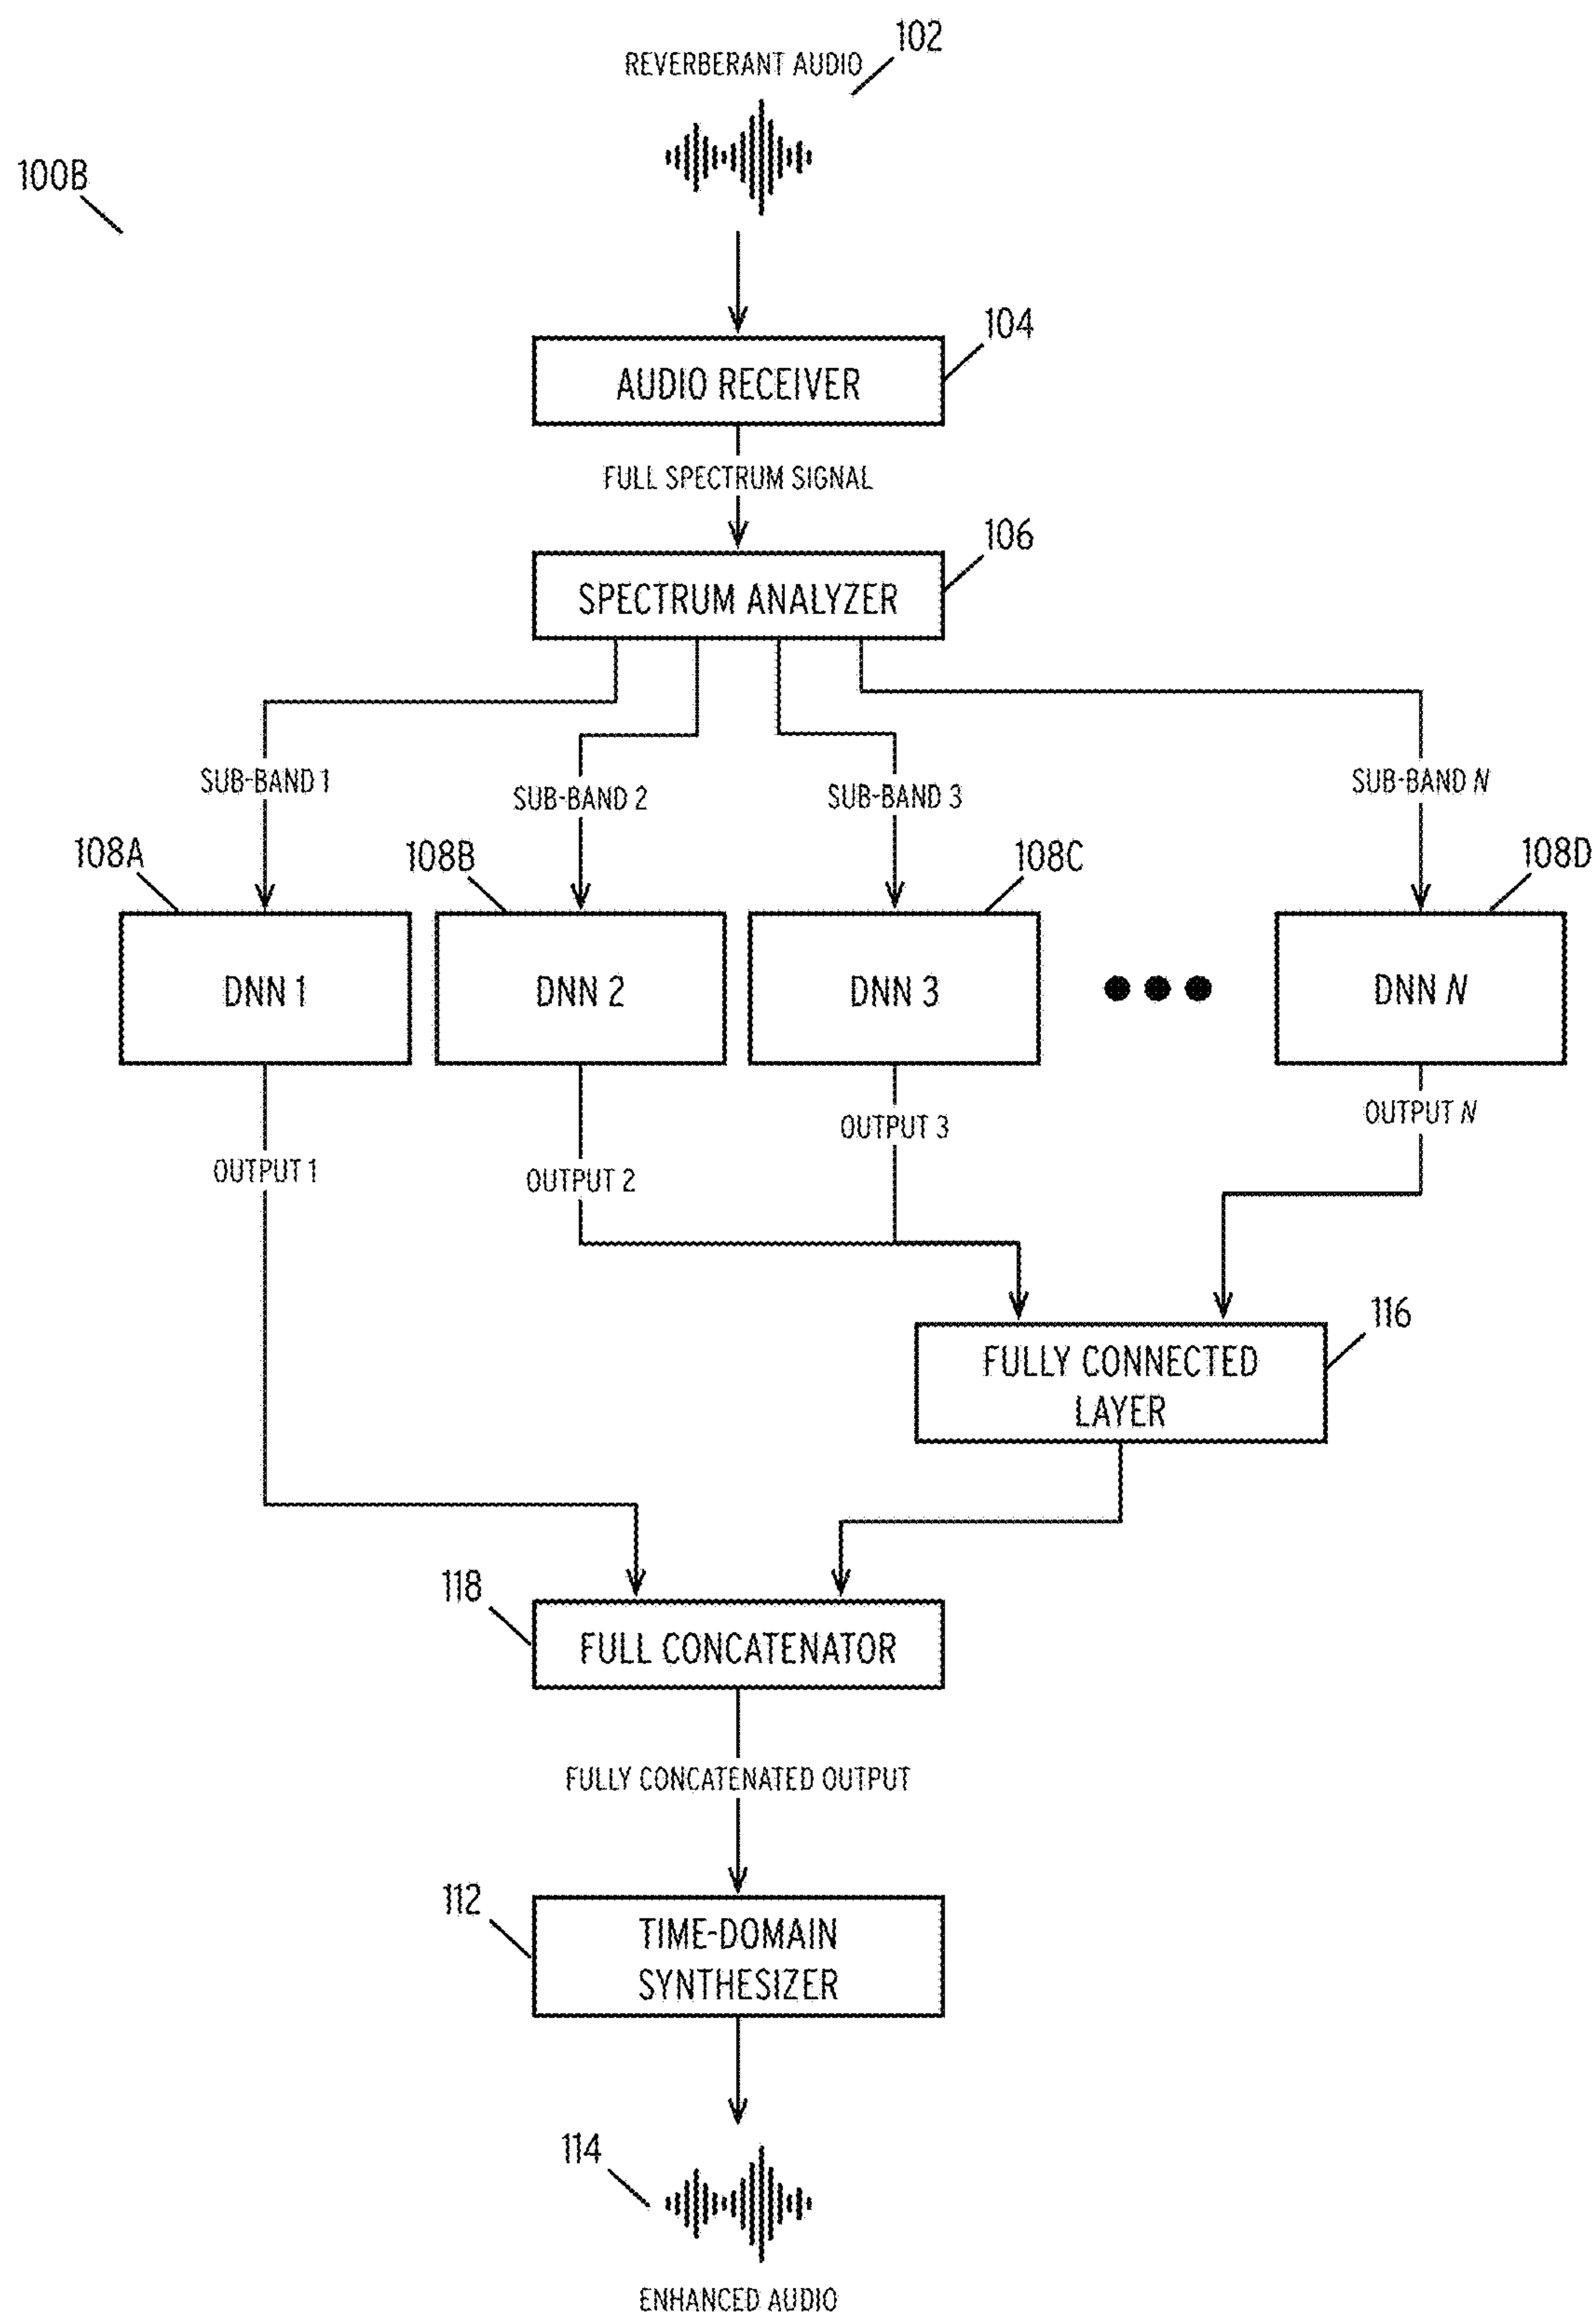 102
REVERBERANT AUDIO
100B
104
AUDIO RECEIVER
FULL SPECTRUM SIGNAL
106
SPECTRUM ANALYZER
SUB-BAND 1
SUB-BAND 2
SUB-BAND 3
SUB-BAND N
108A
108B
108C
108D
DNN 1
DNN 2
DNN 3
DNN N
OUTPUT 1
OUTPUT 2
OUTPUT 3
OUTPUT N
116
FULLY CONNECTED
LAYER
118
FULL CONCATENATOR
FULLY CONCATENATED OUTPUT
112
TIME-DOMAIN
SYNTHESIZER
114
ENHANCED AUDIO